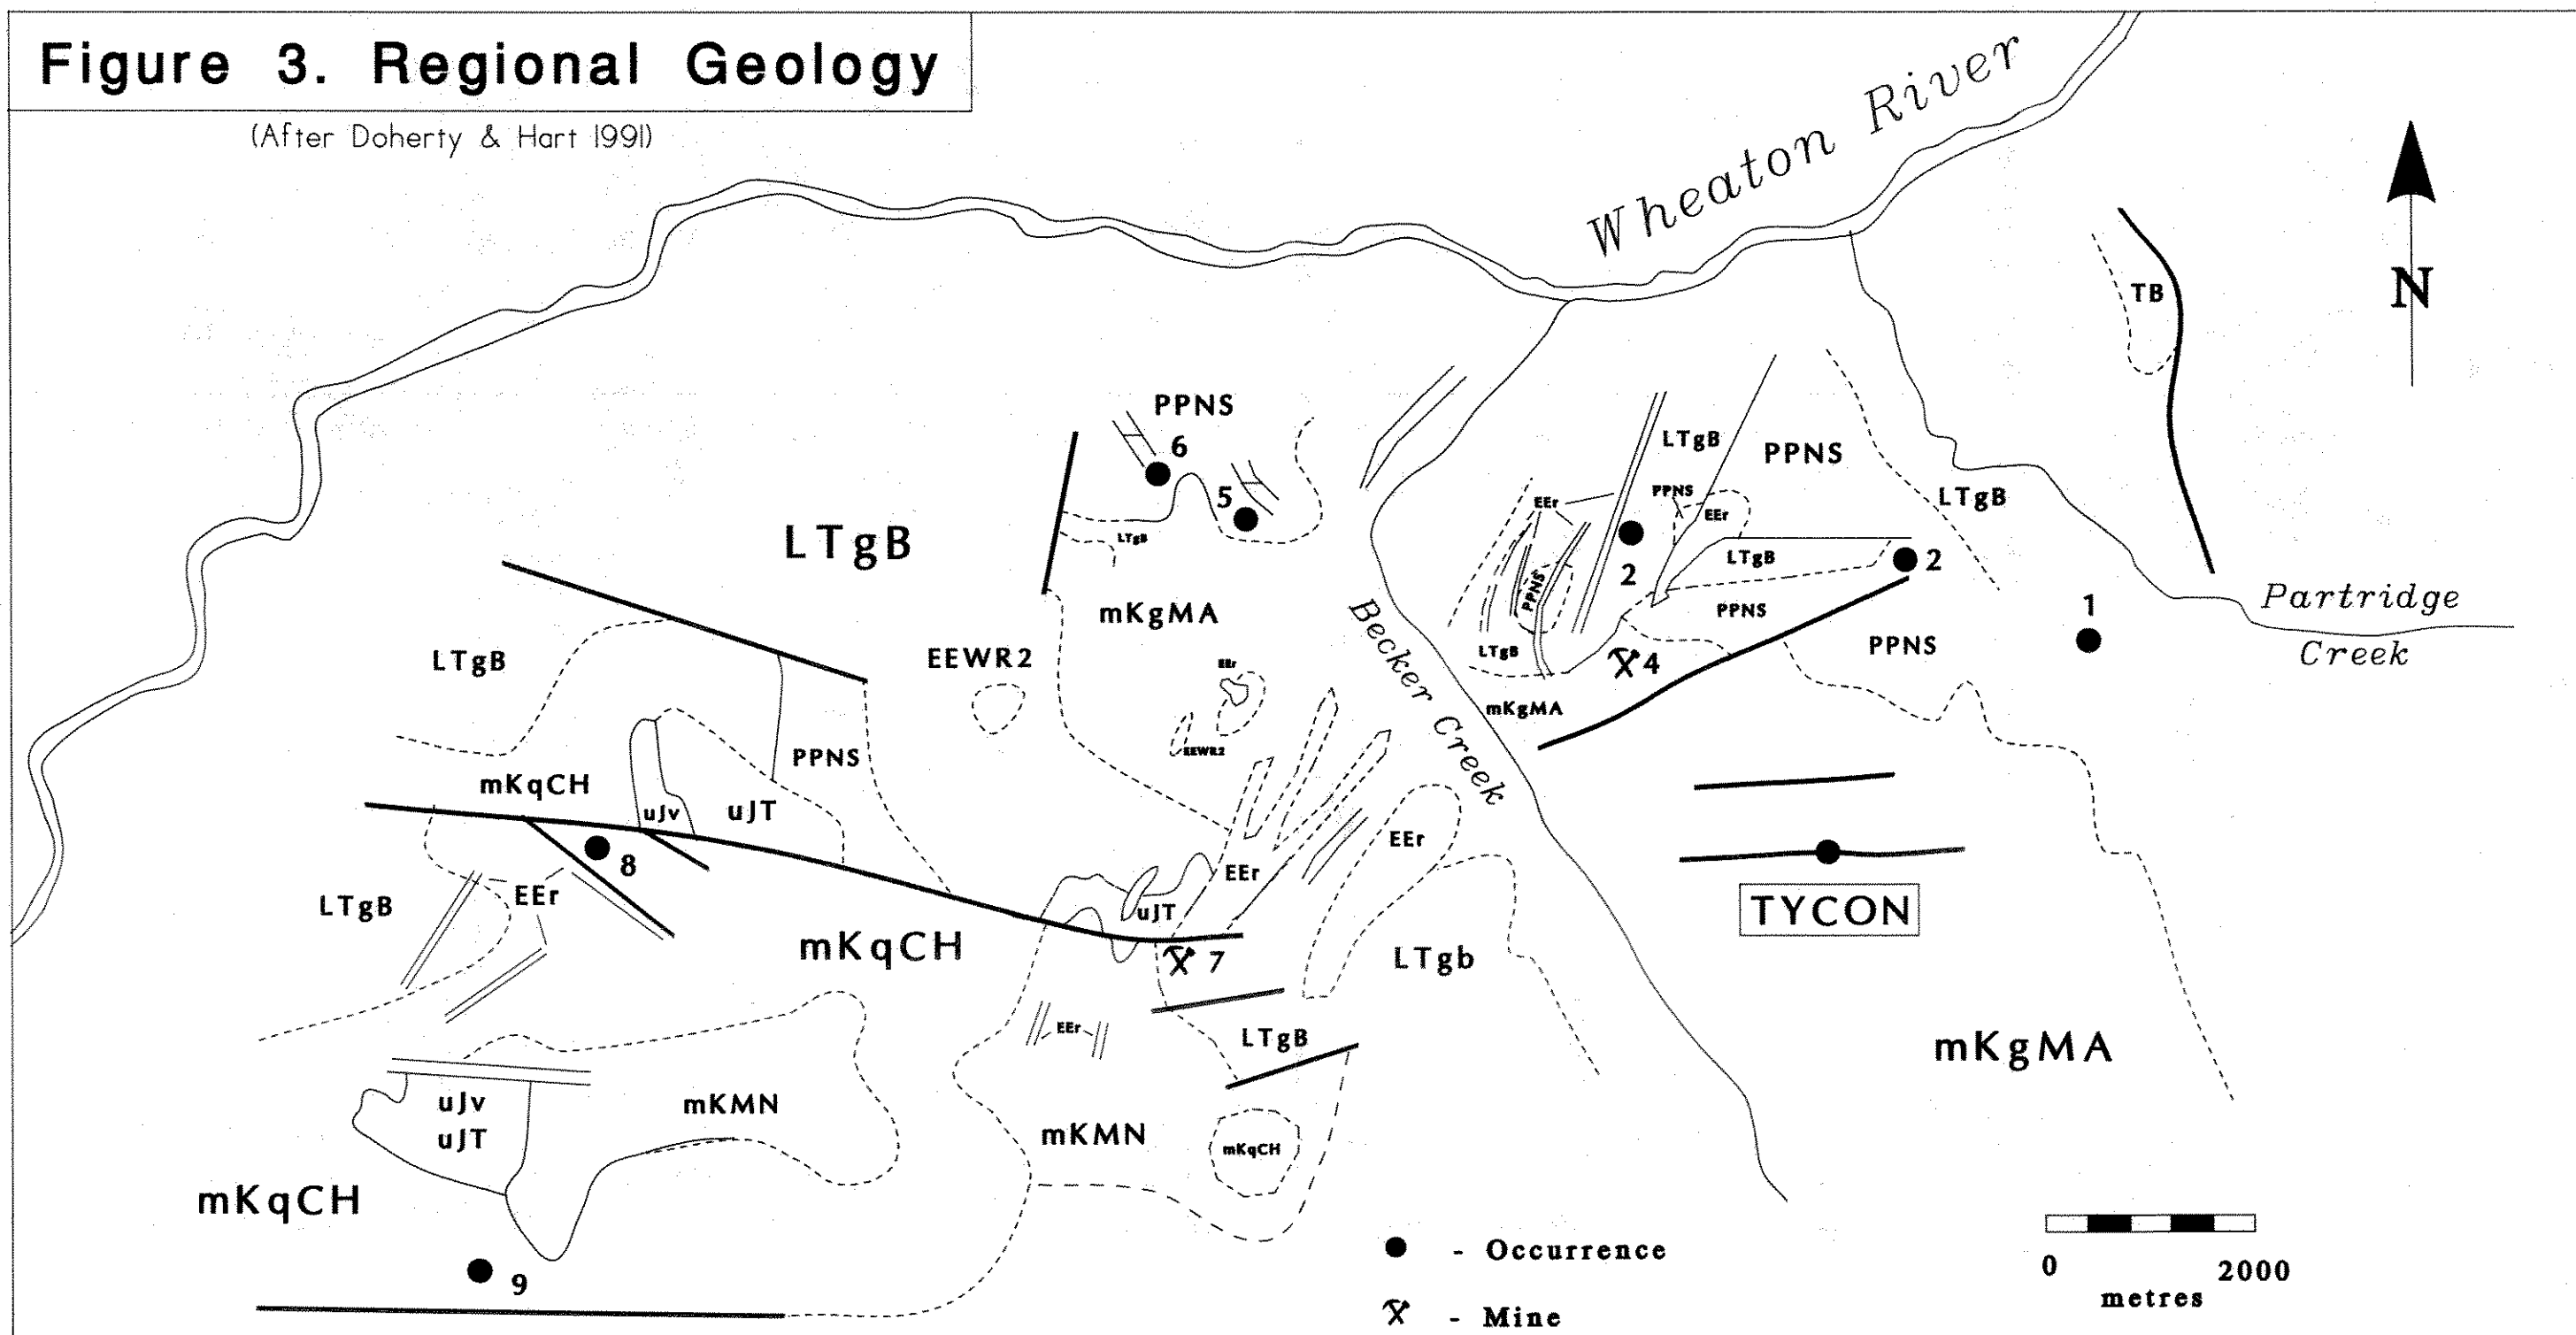 Figure 3. Regional Geology
(After Doherty & Hart 1991)
Wheaton River
N
TB
PPNS
6
5
LTgB
LTgB
mKgMA
EEWR2
EEr
EEWR2
LTgB
PPNS
PPNS
EEr
EEr
LTgB
2
LTgB
2
PPNS
PPNS
LTgB
PPNS
4
mKgMA
1
Partridge
Creek
Becker Creek
LTgB
mKqCH
uJv
uJT
PPNS
8
LTgB
EEr
mKqCH
uJT
EEr
EEr
7
LTgb
TYCON
EEr
LTgB
mKgMA
uJv
uJT
mKMN
mKMN
mKqCH
mKqCH
9
- Occurrence
- Mine
0 2000
metres